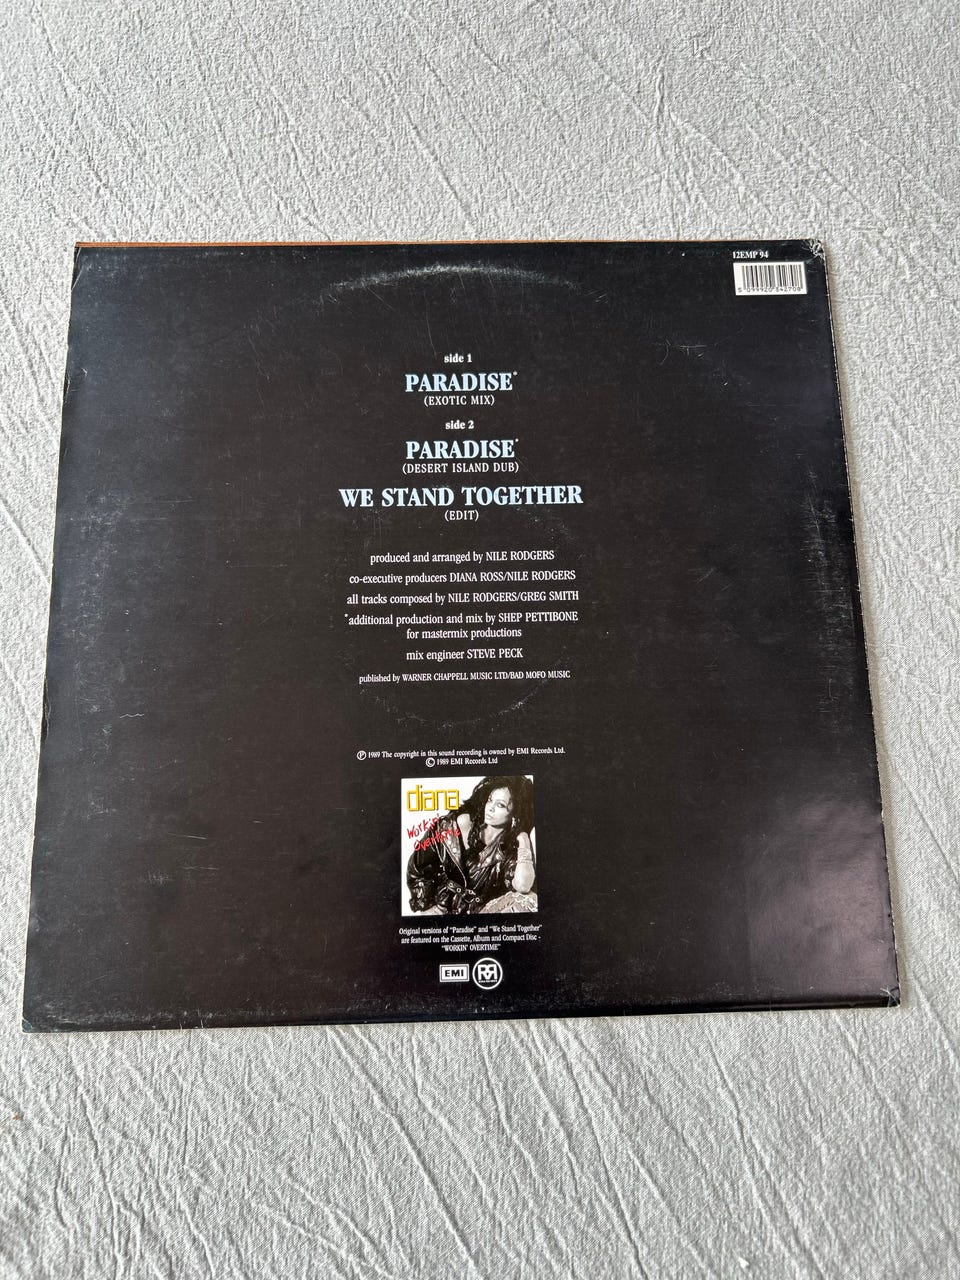 12EMP 94
5 099920 342708
side 1
PARADISE*
(EXOTIC MIX)
side 2
PARADISE*
(DESERT ISLAND DUB)
WE STAND TOGETHER
(EDIT)
produced and arranged by NILE RODGERS
co-executive producers DIANA ROSS/NILE RODGERS
all tracks composed by NILE RODGERS/GREG SMITH
*additional production and mix by SHEP PETTIBONE
for mastermix productions
mix engineer STEVE PECK
published by WARNER CHAPPELL MUSIC LTD/BAD MOFO MUSIC
℗ 1989 The copyright in this sound recording is owned by EMI Records Ltd.
© 1989 EMI Records Ltd
diana
Workin'
Overtime
Original versions of "Paradise" and "We Stand Together"
are featured on the Cassette, Album and Compact Disc -
"WORKIN' OVERTIME"
EMI
RR